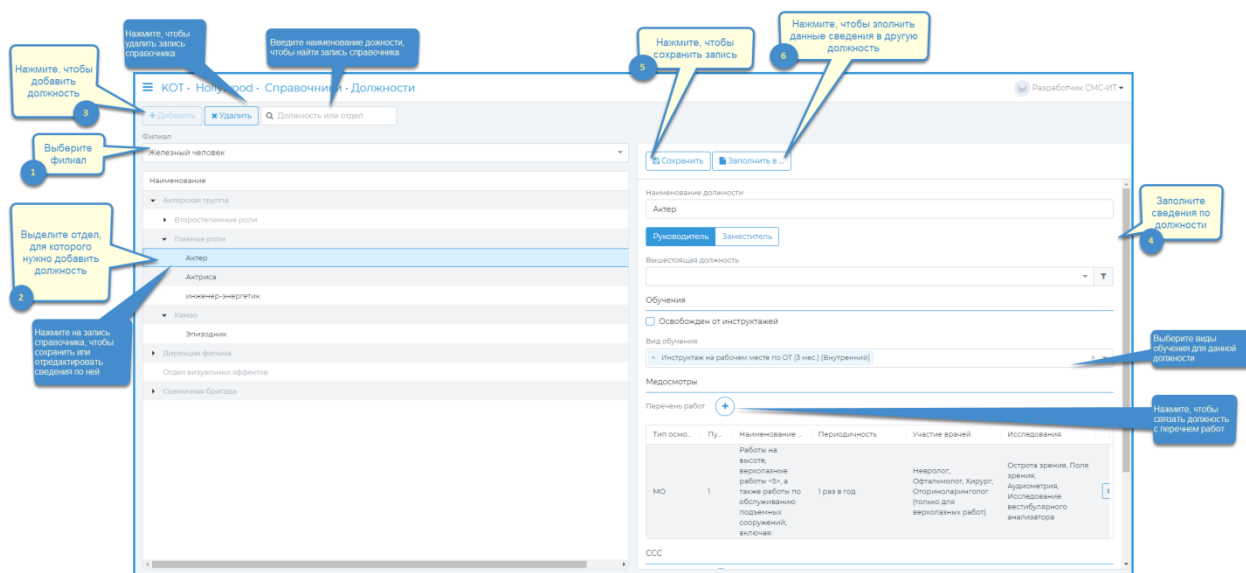 Нажмите, чтобы
удалить запись
справочника
Введите наименование дожности,
чтобы найти запись справочника
Нажмите, чтобы
сохранить запись
5
Нажмите, чтобы зполнить
данные сведения в другую
должность
6
Нажмите, чтобы
добавить
должность
3
КОТ · Hollywood · Справочники · Должности
Разработчик СМС-ИТ
+ Добавить
× Удалить
Должность или отдел
Филиал
Выберите
филиал
1
Железный человек
Сохранить
Заполнить в ...
Наименование
Актерская группа
Второстепенные роли
Главные роли
Актер
Актриса
инженер-энергетик
Камэо
Эпизодник
Дирекция фильма
Отдел визуальных эффектов
Съемочная бригада
Выделите отдел,
для которого
нужно добавить
должность
2
Нажмите на запись
справочника, чтобы
сохранить или
отредактировать
сведения по ней
Наименование должности
Актер
Руководитель
Заместитель
Вышестоящая должность
Заполните
сведения по
должности
4
Обучения
Освобожден от инструктажей
Вид обучения
× Инструктаж на рабочем месте по ОТ (3 мес.) (Внутренний)
Выберите виды
обучения для данной
должности
Медосмотры
Перечень работ
+
Нажмите, чтобы
связать должность
с перечнем работ
Тип осмо... Пу... Наименование ... Периодичность Участие врачей Исследования
МО
1
Работы на
высоте,
верхолазные
работы <5>, а
также работы по
обслуживанию
подъемных
сооружений,
включая:
1 раз в год
Невролог,
Офтальмолог, Хирург,
Оториноларинголог
(только для
верхолазных работ)
Острота зрения, Поля
зрения,
Аудиометрия,
Исследование
вестибулярного
анализатора
ССС